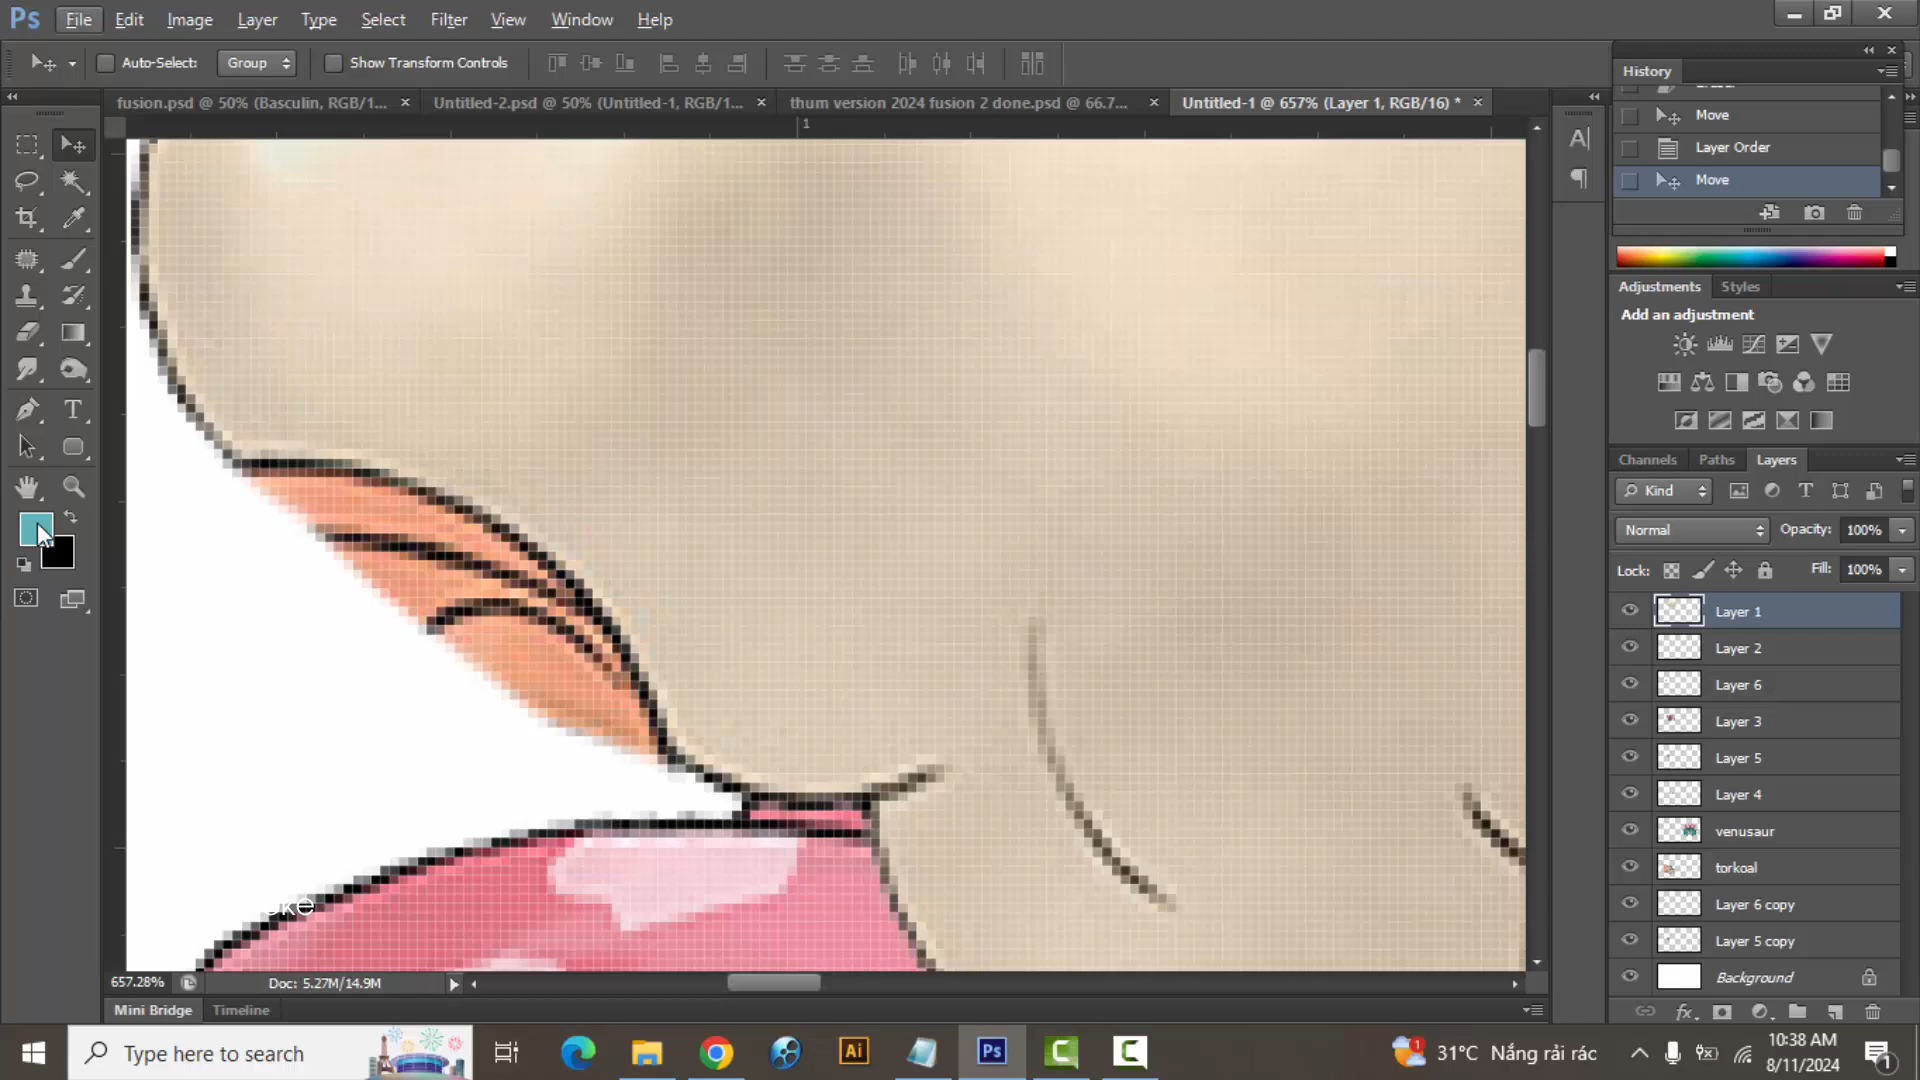 Ps File Edit Image Layer Type Select Filter View Window Help
Auto-Select: Group Show Transform Controls
History
fusion.psd @ 50% (Basculin, RGB/1... Untitled-2.psd @ 50% (Untitled-1, RGB/1... thum version 2024 fusion 2 done.psd @ 66.7... Untitled-1 @ 657% (Layer 1, RGB/16) *
1
Move
Layer Order
Move
Adjustments Styles
Add an adjustment
Channels Paths Layers
Kind
Normal Opacity: 100%
Lock: Fill: 100%
Layer 1
Layer 2
Layer 6
Layer 3
Layer 5
Layer 4
venusaur
torkoal
Layer 6 copy
Layer 5 copy
Background
657.28% Doc: 5.27M/14.9M
Mini Bridge Timeline
Type here to search
Ai Ps
31°C Nắng rải rác
10:38 AM
8/11/2024
1